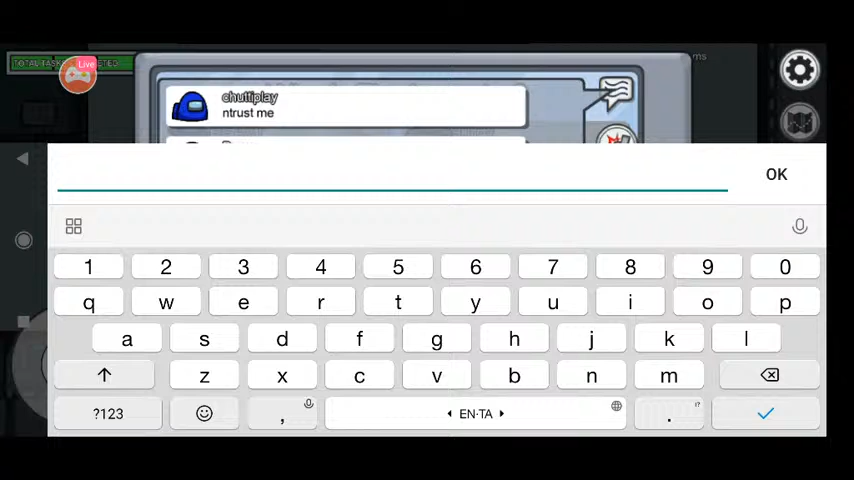 Live
TOTAL TASKS COMPLETED
ms
chuttiplay
ntrust me
OK
1 2 3 4 5 6 7 8 9 0
q w e r t y u i o p
a s d f g h j k l
z x c v b n m
?123 , EN·TA . !?